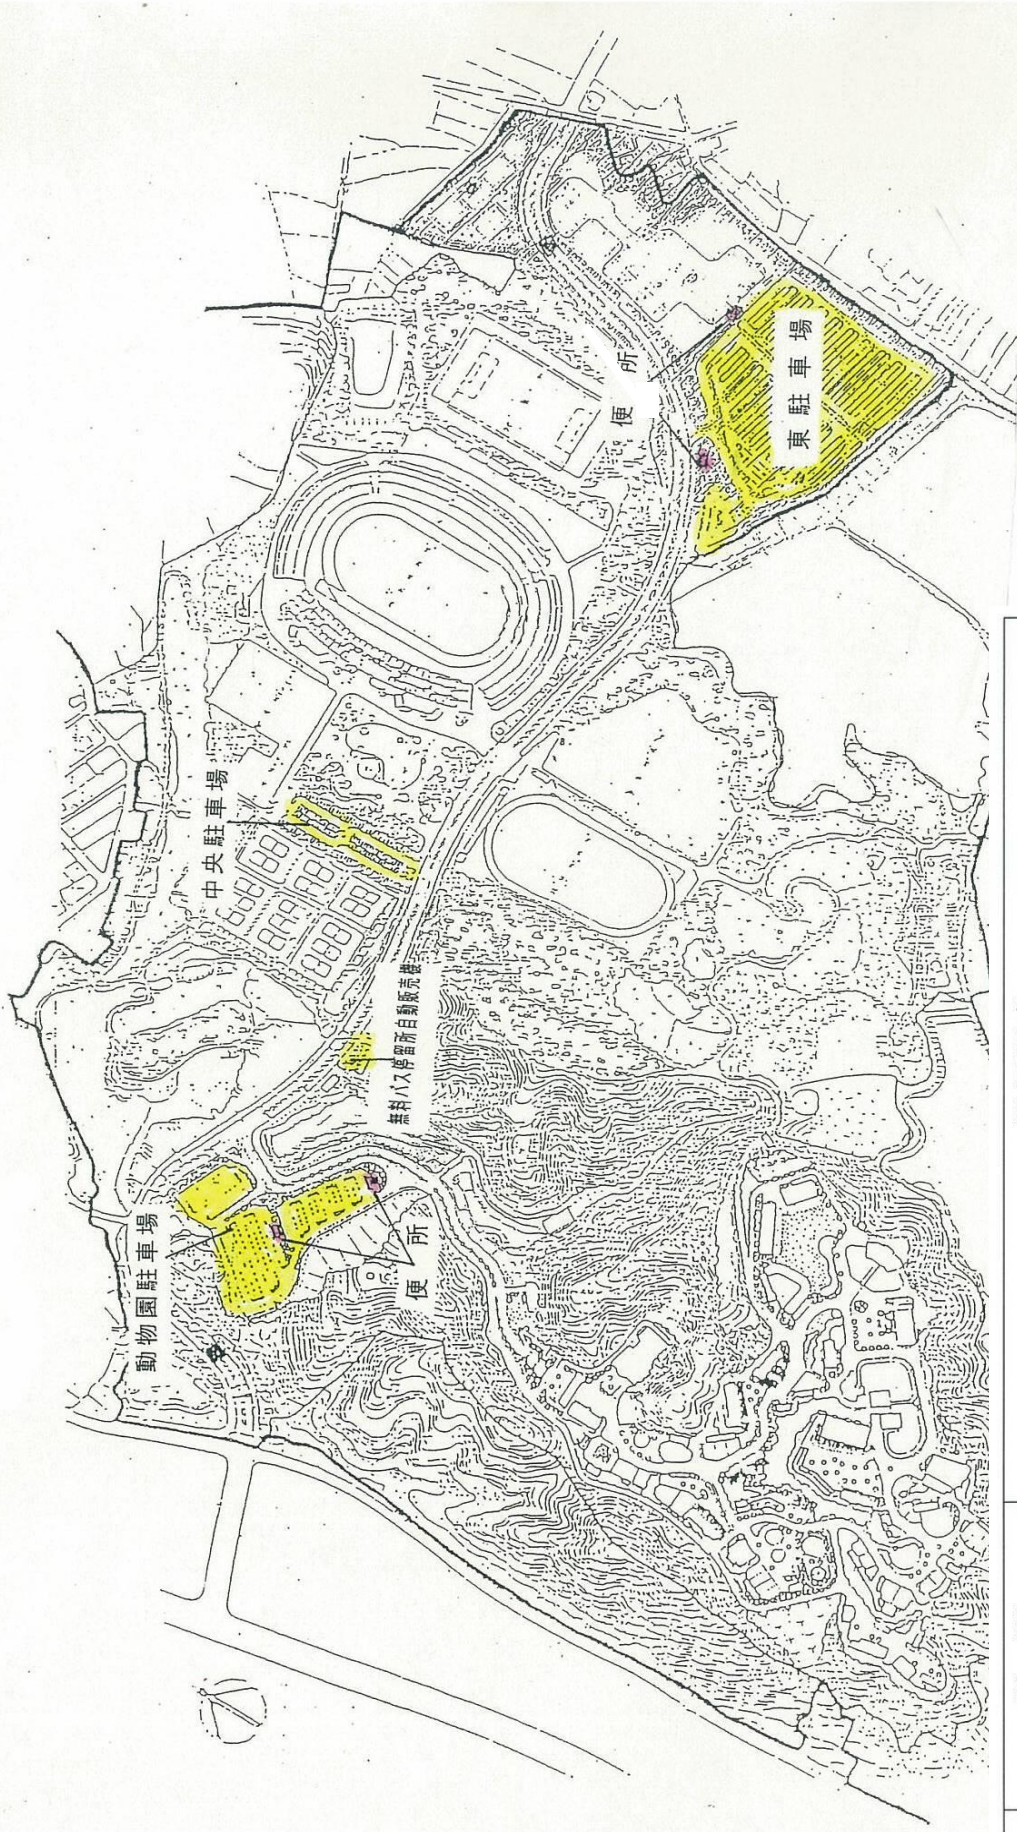 動物園駐車場
便所
無料バス停留所自動販売機
中央駐車場
便所
東駐車場